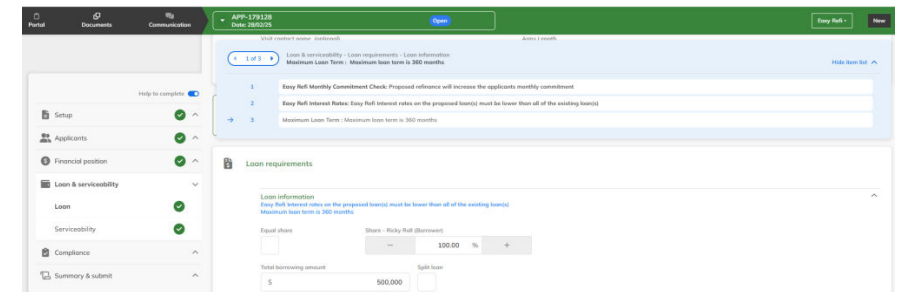 Portal
Documents
Communication
APP-179128
Date: 28/02/25
Open
Easy Refi
New
Visit contact name (optional)
1 of 3
Loan & serviceability - Loan requirements - Loan information
Maximum Loan Term : Maximum loan term is 360 months
Hide item list
1 Easy Refi Monthly Commitment Check: Proposed refinance will increase the applicants monthly commitment
2 Easy Refi Interest Rates: Easy Refi interest rates on the proposed loan(s) must be lower than all of the existing loan(s)
3 Maximum Loan Term : Maximum loan term is 360 months
Help to complete
Setup
Applicants
Financial position
Loan & serviceability
Loan
Serviceability
Compliance
Summary & submit
Loan requirements
Loan information
Easy Refi interest rates on the proposed loan(s) must be lower than all of the existing loan(s)
Maximum loan term is 360 months
Equal share
Share - Ricky Roll (Borrower)
− 100.00 % +
Total borrowing amount
Split loan
$ 500,000